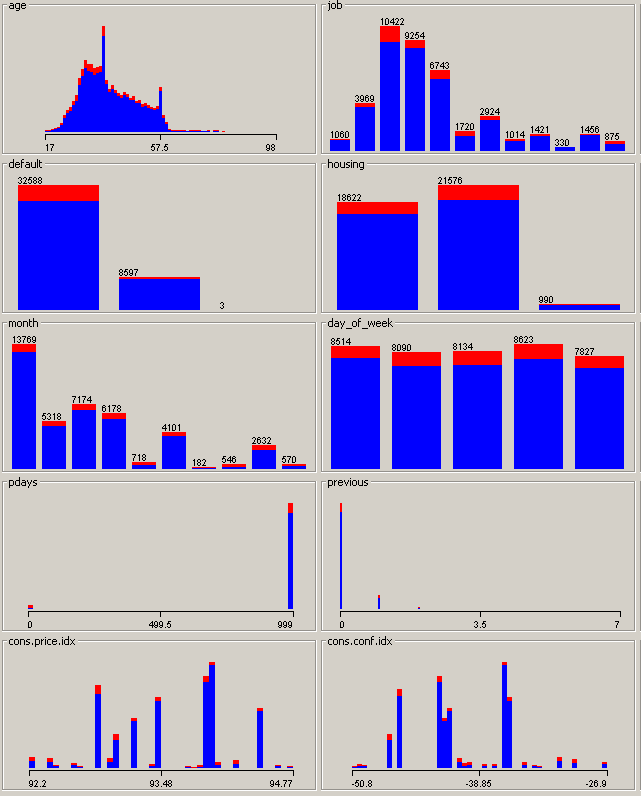 age
17 57.5 98
job
1060 3969 10422 9254 6743 1720 2924 1014 1421 330 1456 875
default
32588 8597 3
housing
18622 21576 990
month
13769 5318 7174 6178 718 4101 182 546 2632 570
day_of_week
8514 8090 8134 8623 7827
pdays
0 499.5 999
previous
0 3.5 7
cons.price.idx
92.2 93.48 94.77
cons.conf.idx
-50.8 -38.85 -26.9